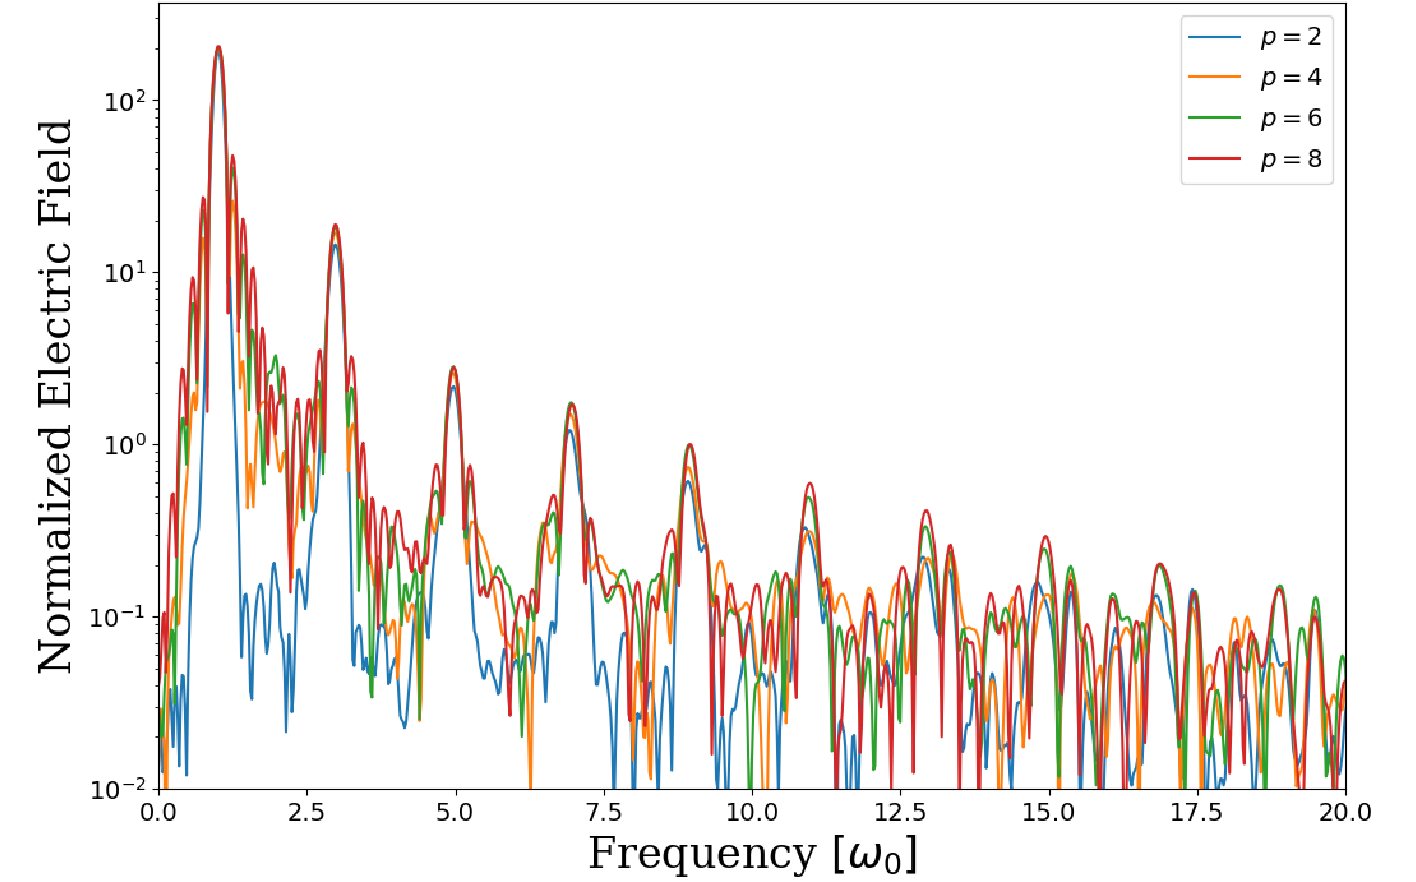 p = 2
p = 4
p = 6
p = 8
Normalized Electric Field
10²
10¹
10⁰
10⁻¹
10⁻²
0.0 2.5 5.0 7.5 10.0 12.5 15.0 17.5 20.0
Frequency [ω₀]